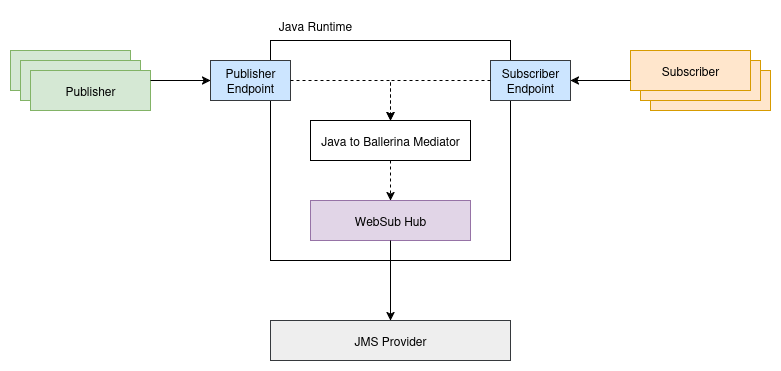 Java Runtime
Publisher
Publisher
Endpoint
Subscriber
Endpoint
Subscriber
Java to Ballerina Mediator
WebSub Hub
JMS Provider